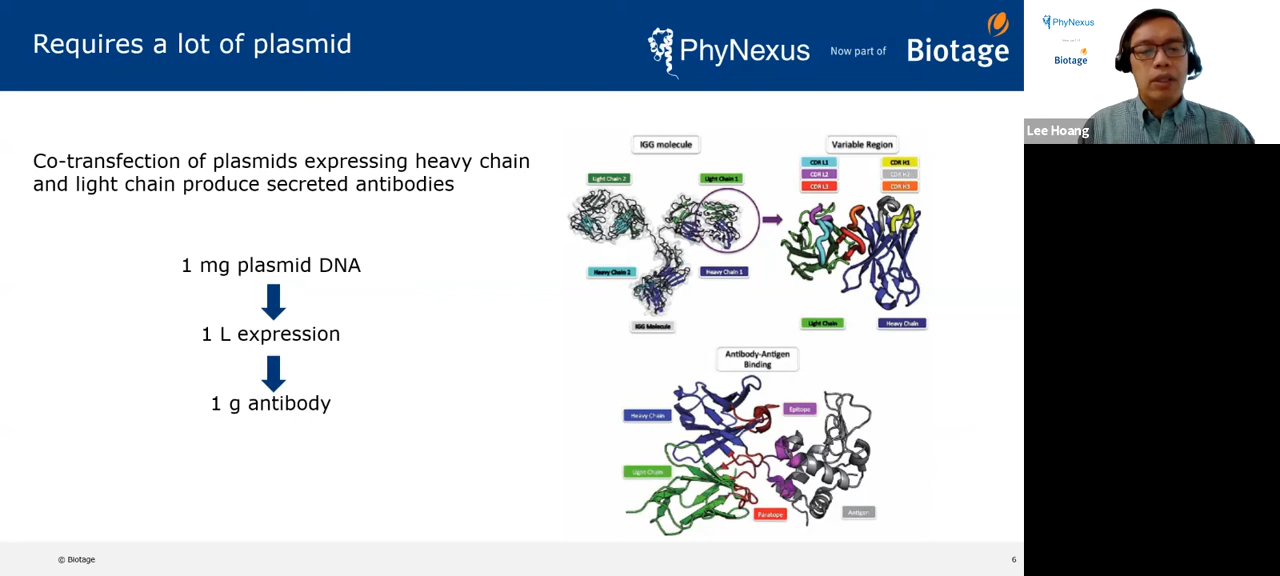 Requires a lot of plasmid
PhyNexus
Now part of
Biotage
PhyNexus
Biotage
Lee Hoang
Co-transfection of plasmids expressing heavy chain
and light chain produce secreted antibodies
1 mg plasmid DNA
1 L expression
1 g antibody
IGG molecule
Variable Region
CDR L1
CDR H1
CDR L2
CDR H2
CDR L3
CDR H3
Light Chain 2
Light Chain 1
Heavy Chain 2
Heavy Chain 1
IGG Molecule
Light Chain
Heavy Chain
Antibody-Antigen
Binding
Heavy Chain
Epitope
Light Chain
Paratope
Antigen
© Biotage
6